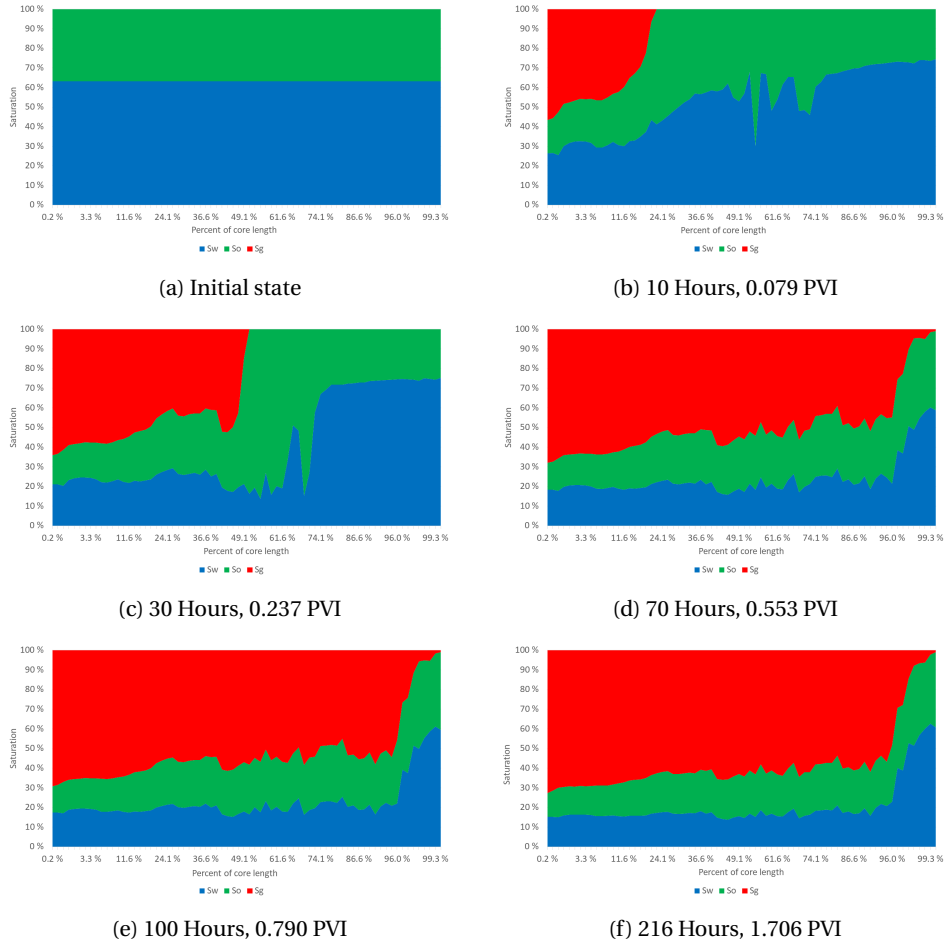 100 %
90 %
80 %
70 %
60 %
50 %
40 %
30 %
20 %
10 %
0 %
Saturation
0.2 % 3.3 % 11.6 % 24.1 % 36.6 % 49.1 % 61.6 % 74.1 % 86.6 % 96.0 % 99.3 %
Percent of core length
Sw So Sg
(a) Initial state
100 %
90 %
80 %
70 %
60 %
50 %
40 %
30 %
20 %
10 %
0 %
Saturation
0.2 % 3.3 % 11.6 % 24.1 % 36.6 % 49.1 % 61.6 % 74.1 % 86.6 % 96.0 % 99.3 %
Percent of core length
Sw So Sg
(b) 10 Hours, 0.079 PVI
100 %
90 %
80 %
70 %
60 %
50 %
40 %
30 %
20 %
10 %
0 %
Saturation
0.2 % 3.3 % 11.6 % 24.1 % 36.6 % 49.1 % 61.6 % 74.1 % 86.6 % 96.0 % 99.3 %
Percent of core length
Sw So Sg
(c) 30 Hours, 0.237 PVI
100 %
90 %
80 %
70 %
60 %
50 %
40 %
30 %
20 %
10 %
0 %
Saturation
0.2 % 3.3 % 11.6 % 24.1 % 36.6 % 49.1 % 61.6 % 74.1 % 86.6 % 96.0 % 99.3 %
Percent of core length
Sw So Sg
(d) 70 Hours, 0.553 PVI
100 %
90 %
80 %
70 %
60 %
50 %
40 %
30 %
20 %
10 %
0 %
Saturation
0.2 % 3.3 % 11.6 % 24.1 % 36.6 % 49.1 % 61.6 % 74.1 % 86.6 % 96.0 % 99.3 %
Percent of core length
Sw So Sg
(e) 100 Hours, 0.790 PVI
100 %
90 %
80 %
70 %
60 %
50 %
40 %
30 %
20 %
10 %
0 %
Saturation
0.2 % 3.3 % 11.6 % 24.1 % 36.6 % 49.1 % 61.6 % 74.1 % 86.6 % 96.0 % 99.3 %
Percent of core length
Sw So Sg
(f) 216 Hours, 1.706 PVI